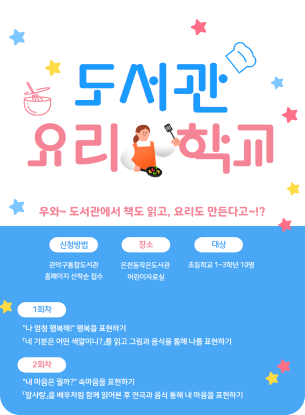 도서관
요리 학교
우와~ 도서관에서 책도 읽고, 요리도 만든다고~!?
신청방법
장소
대상
관악구통합도서관
홈페이지 선착순 접수
은천동작은도서관
어린이자료실
초등학교 1~3학년 10명
1회차
"나 엄청 행복해!" 행복을 표현하기
『네 기분은 어떤 색깔이니?』를 읽고 그림과 음식을 통해 나를 표현하기
2회차
"내 마음은 뭘까?" 속마음을 표현하기
『알사탕』을 배우처럼 함께 읽어본 후 연극과 음식 통해 내 마음을 표현하기